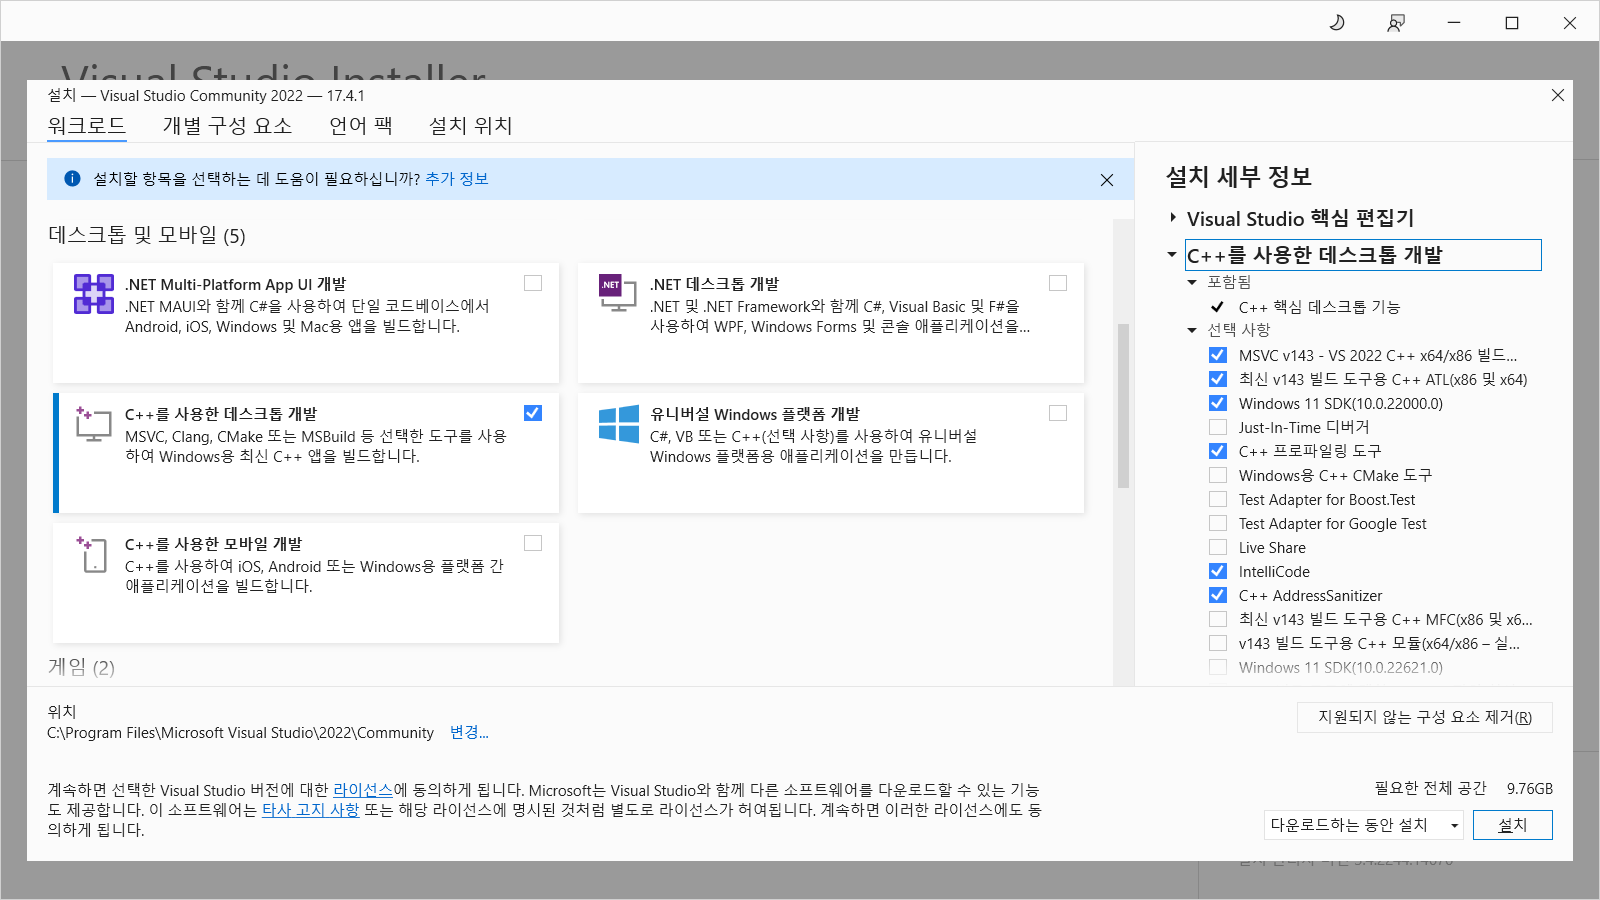 Visual Studio Installer
설치 — Visual Studio Community 2022 — 17.4.1
워크로드 개별 구성 요소 언어 팩 설치 위치
설치할 항목을 선택하는 데 도움이 필요하십니까? 추가 정보
데스크톱 및 모바일 (5)
.NET Multi-Platform App UI 개발
.NET MAUI와 함께 C#을 사용하여 단일 코드베이스에서
Android, iOS, Windows 및 Mac용 앱을 빌드합니다.
.NET
.NET 데스크톱 개발
.NET 및 .NET Framework와 함께 C#, Visual Basic 및 F#을
사용하여 WPF, Windows Forms 및 콘솔 애플리케이션을...
C++를 사용한 데스크톱 개발
MSVC, Clang, CMake 또는 MSBuild 등 선택한 도구를 사용
하여 Windows용 최신 C++ 앱을 빌드합니다.
유니버설 Windows 플랫폼 개발
C#, VB 또는 C++(선택 사항)를 사용하여 유니버설
Windows 플랫폼용 애플리케이션을 만듭니다.
C++를 사용한 모바일 개발
C++를 사용하여 iOS, Android 또는 Windows용 플랫폼 간
애플리케이션을 빌드합니다.
게임 (2)
설치 세부 정보
Visual Studio 핵심 편집기
C++를 사용한 데스크톱 개발
포함됨
C++ 핵심 데스크톱 기능
선택 사항
MSVC v143 - VS 2022 C++ x64/x86 빌드...
최신 v143 빌드 도구용 C++ ATL(x86 및 x64)
Windows 11 SDK(10.0.22000.0)
Just-In-Time 디버거
C++ 프로파일링 도구
Windows용 C++ CMake 도구
Test Adapter for Boost.Test
Test Adapter for Google Test
Live Share
IntelliCode
C++ AddressSanitizer
최신 v143 빌드 도구용 C++ MFC(x86 및 x6...
v143 빌드 도구용 C++ 모듈(x64/x86 – 실...
Windows 11 SDK(10.0.22621.0)
위치
C:\Program Files\Microsoft Visual Studio\2022\Community 변경...
지원되지 않는 구성 요소 제거(R)
계속하면 선택한 Visual Studio 버전에 대한 라이선스에 동의하게 됩니다. Microsoft는 Visual Studio와 함께 다른 소프트웨어를 다운로드할 수 있는 기능
도 제공합니다. 이 소프트웨어는 타사 고지 사항 또는 해당 라이선스에 명시된 것처럼 별도로 라이선스가 허여됩니다. 계속하면 이러한 라이선스에도 동
의하게 됩니다.
필요한 전체 공간 9.76GB
다운로드하는 동안 설치 설치